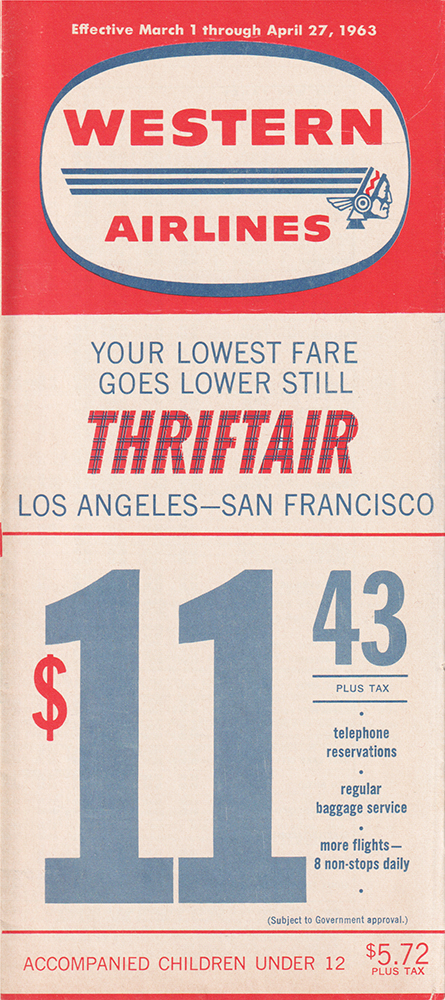 Effective March 1 through April 27, 1963
WESTERN
AIRLINES
YOUR LOWEST FARE
GOES LOWER STILL
THRIFTAIR
LOS ANGELES—SAN FRANCISCO
$11 43
PLUS TAX
•
telephone
reservations
•
regular
baggage service
•
more flights—
8 non-stops daily
•
(Subject to Government approval.)
ACCOMPANIED CHILDREN UNDER 12 $5.72
PLUS TAX